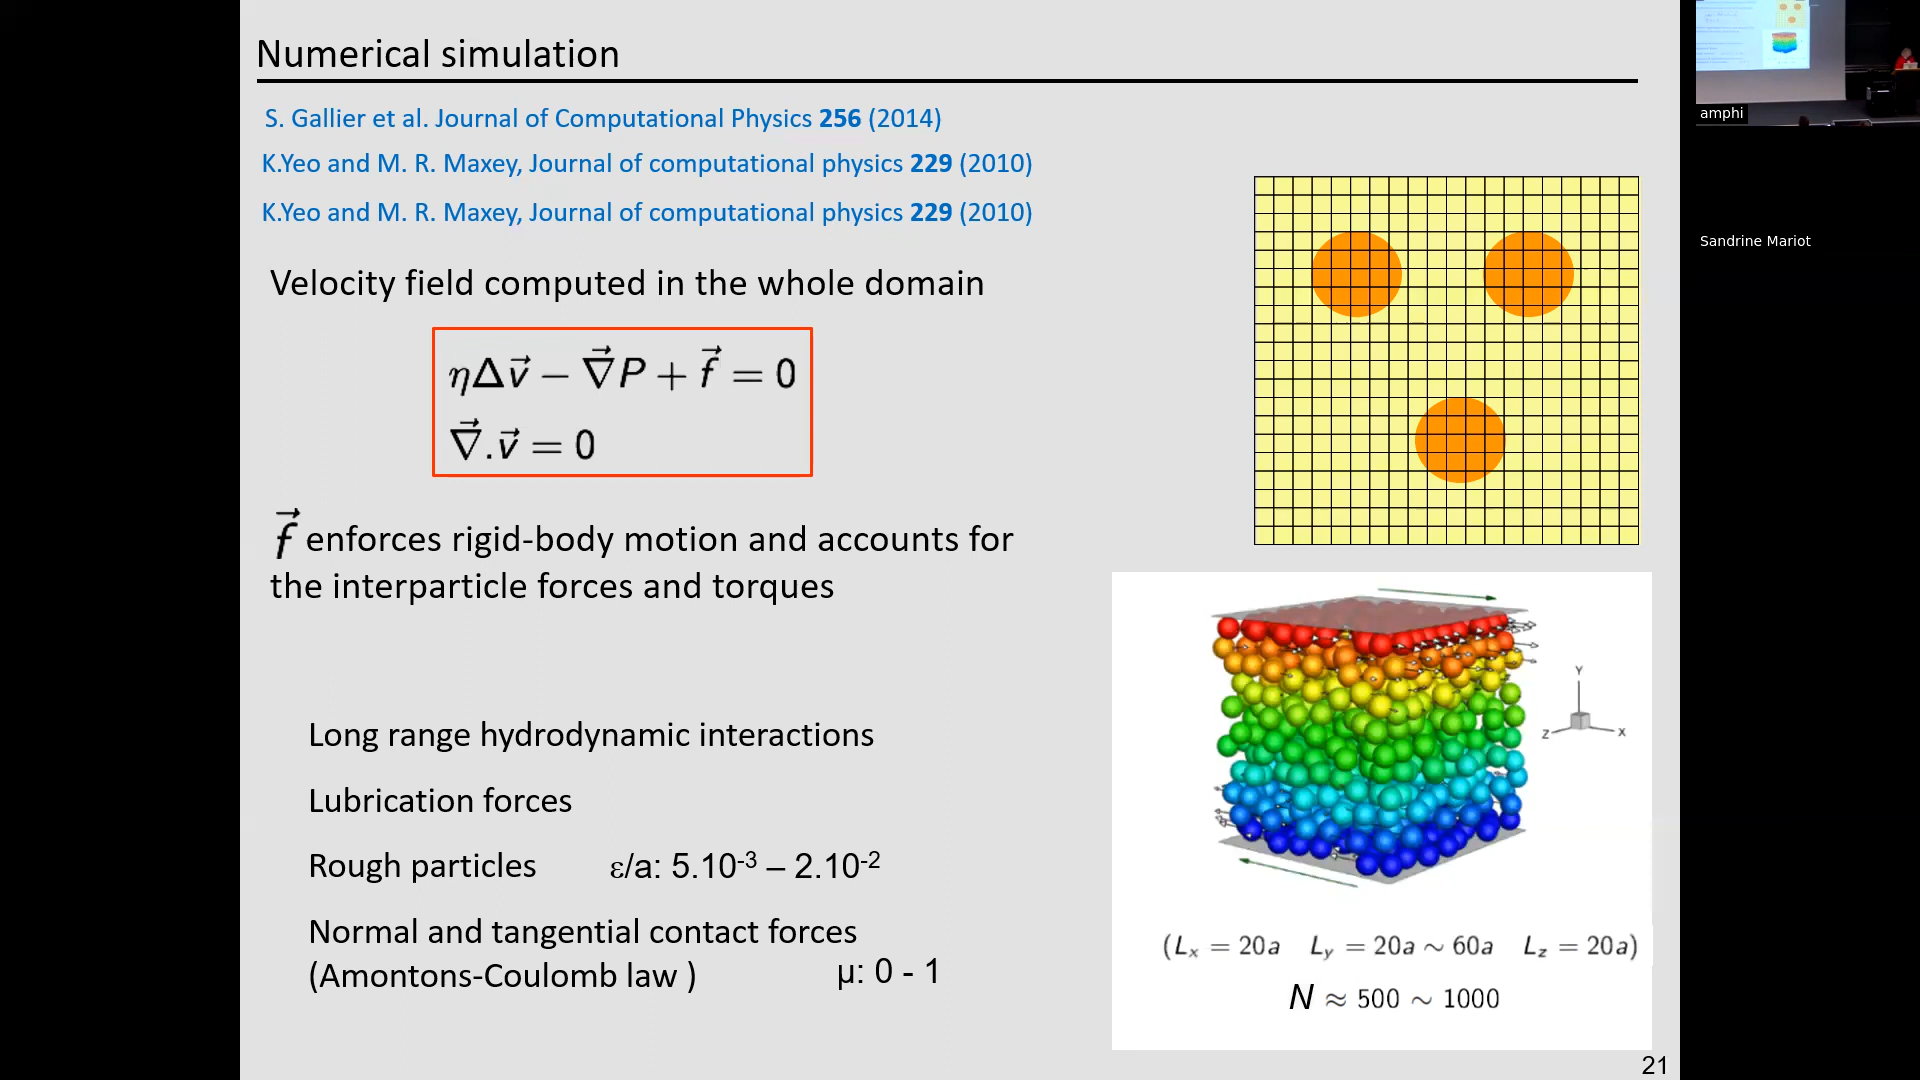 Numerical simulation
S. Gallier et al. Journal of Computational Physics 256 (2014)
K.Yeo and M. R. Maxey, Journal of computational physics 229 (2010)
K.Yeo and M. R. Maxey, Journal of computational physics 229 (2010)
Velocity field computed in the whole domain
η∆v⃗ − ∇⃗P + f⃗ = 0
∇⃗.v⃗ = 0
f⃗ enforces rigid-body motion and accounts for
the interparticle forces and torques
Long range hydrodynamic interactions
Lubrication forces
Rough particles ε/a: 5.10⁻³ – 2.10⁻²
Normal and tangential contact forces
(Amontons-Coulomb law )
μ: 0 - 1
Y
Z
X
(Lₓ = 20a L_y = 20a ∼ 60a L_z = 20a)
N ≈ 500 ∼ 1000
21
amphi
Sandrine Mariot